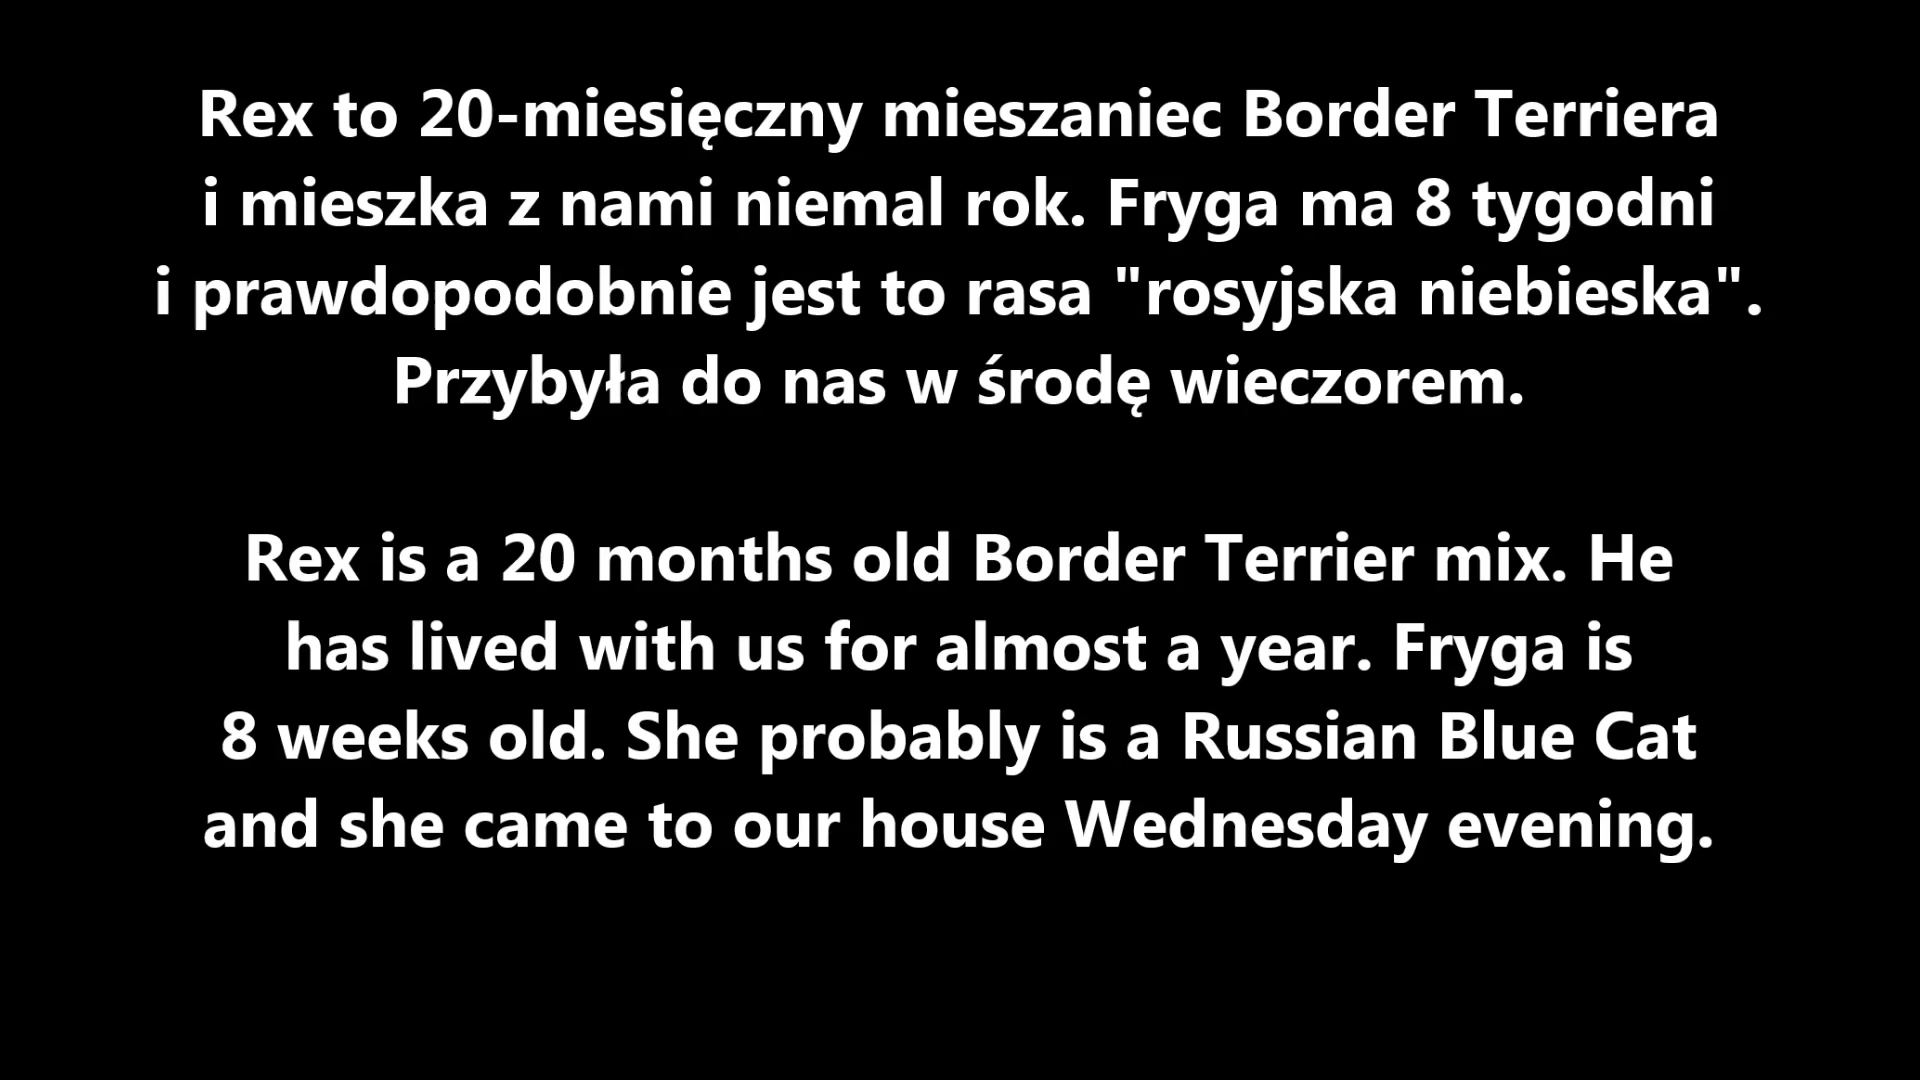 Rex to 20-miesięczny mieszaniec Border Terriera
i mieszka z nami niemal rok. Fryga ma 8 tygodni
i prawdopodobnie jest to rasa "rosyjska niebieska".
Przybyła do nas w środę wieczorem.
Rex is a 20 months old Border Terrier mix. He
has lived with us for almost a year. Fryga is
8 weeks old. She probably is a Russian Blue Cat
and she came to our house Wednesday evening.